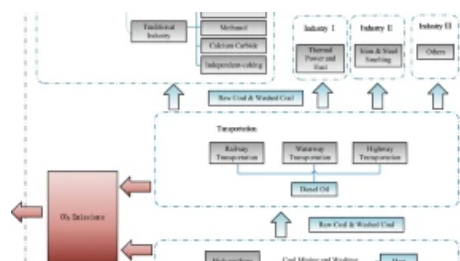 Traditional
Industry
Methanol
Calcium Carbide
Independent-coking
Industry I
Thermal
Power and
Heat
Industry II
Iron & Steel
Smelting
Industry III
Others
Raw Coal & Washed Coal
Transportation
Railway
Transportation
Waterway
Transportation
Highway
Transportation
Diesel Oil
CO₂ Emissions
Raw Coal & Washed Coal
Coal Mining and Washing